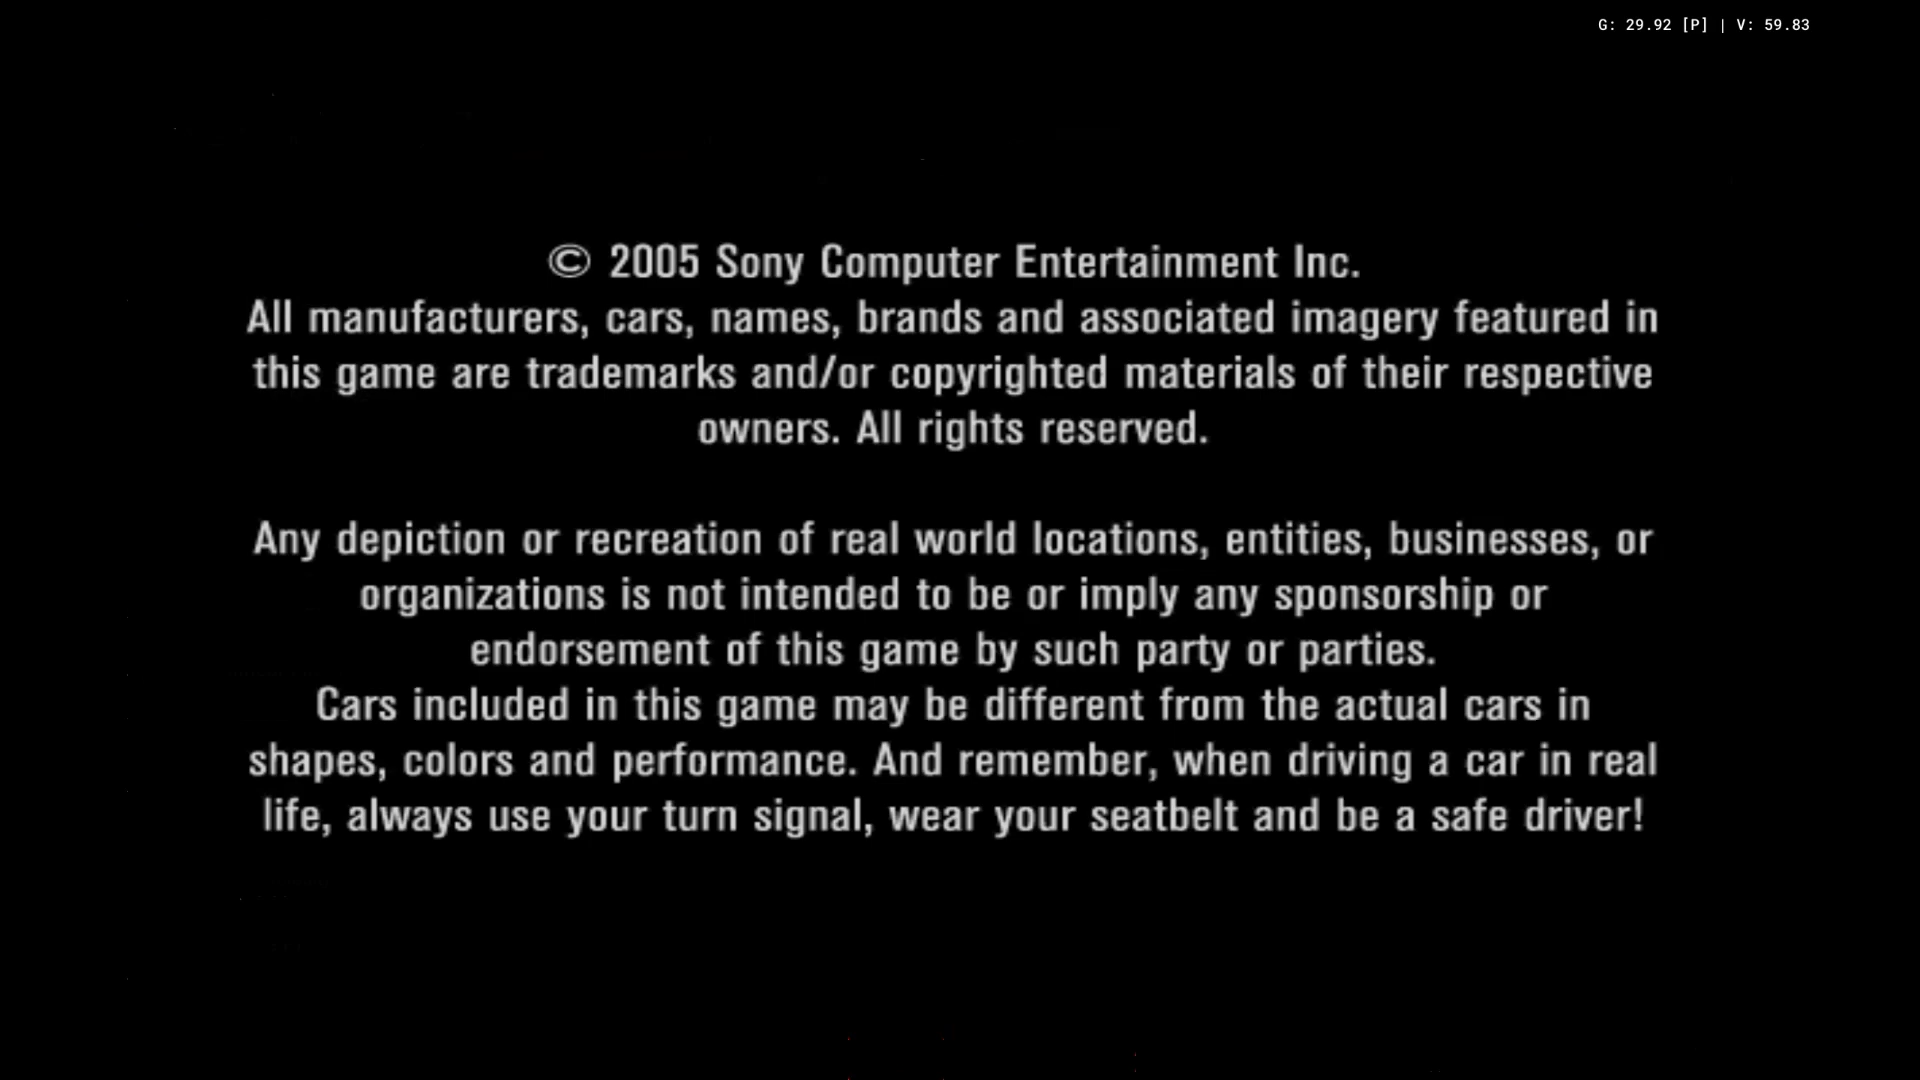 G: 29.92 [P] | V: 59.83
© 2005 Sony Computer Entertainment Inc.
All manufacturers, cars, names, brands and associated imagery featured in
this game are trademarks and/or copyrighted materials of their respective
owners. All rights reserved.
Any depiction or recreation of real world locations, entities, businesses, or
organizations is not intended to be or imply any sponsorship or
endorsement of this game by such party or parties.
Cars included in this game may be different from the actual cars in
shapes, colors and performance. And remember, when driving a car in real
life, always use your turn signal, wear your seatbelt and be a safe driver!